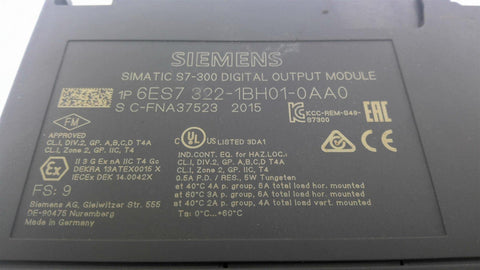 SIEMENS
SIMATIC S7-300 DIGITAL OUTPUT MODULE
1P 6ES7 322-1BH01-0AA0
S C-FNA37523 2015
KCC-REM-S49-
S7300
EAC
FM
APPROVED
CL.I, DIV.2, GP. A,B,C,D T4A
CL.I, Zone 2, GP. IIC, T4
II 3 G Ex nA IIC T4 Gc
DEKRA 13ATEX0015 X
IECEx DEK 14.0042X
FS: 9
Siemens AG, Gleiwitzer Str. 555
DE-90475 Nuremberg
Made in Germany
C UL US LISTED 3DA1
IND.CONT. EQ. for HAZ.LOC.
CL.I, DIV.2, GP. A,B,C,D T4A
CL.I, Zone 2, GP. IIC, T4
0.5A P.D. / RES., 5W Tungsten
at 40°C 4A p. group, 8A total load hor. mounted
at 60°C 3A p. group, 6A total load hor. mounted
at 40°C 2A p. group, 4A total load vert. mounted
Ta: 0°C...+60°C